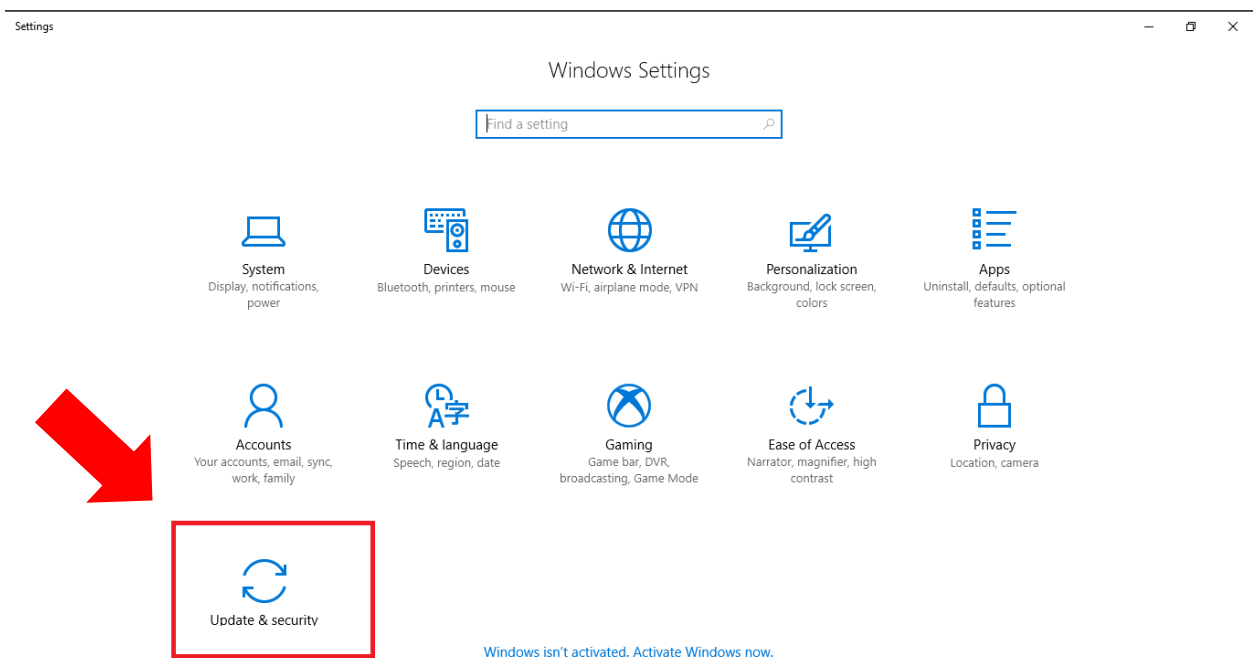 Settings
Windows Settings
Find a setting
System
Display, notifications,
power
Devices
Bluetooth, printers, mouse
Network & Internet
Wi-Fi, airplane mode, VPN
Personalization
Background, lock screen,
colors
Apps
Uninstall, defaults, optional
features
Accounts
Your accounts, email, sync,
work, family
Time & language
Speech, region, date
Gaming
Game bar, DVR,
broadcasting, Game Mode
Ease of Access
Narrator, magnifier, high
contrast
Privacy
Location, camera
Update & security
Windows isn't activated. Activate Windows now.